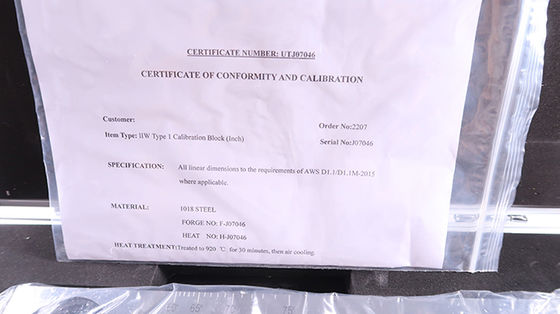 CERTIFICATE NUMBER: UTJ07046
CERTIFICATE OF CONFORMITY AND CALIBRATION
Customer: Order No:2207
Item Type: IIW Type 1 Calibration Block (Inch) Serial No:J07046
SPECIFICATION: All linear dimensions to the requirements of AWS D1.1/D1.1M-2015
where applicable.
MATERIAL: 1018 STEEL
FORGE NO: F-J07046
HEAT NO: H-J07046
HEAT TREATMENT:Treated to 920 ℃ for 30 minutes, then air cooling.
65° 75°